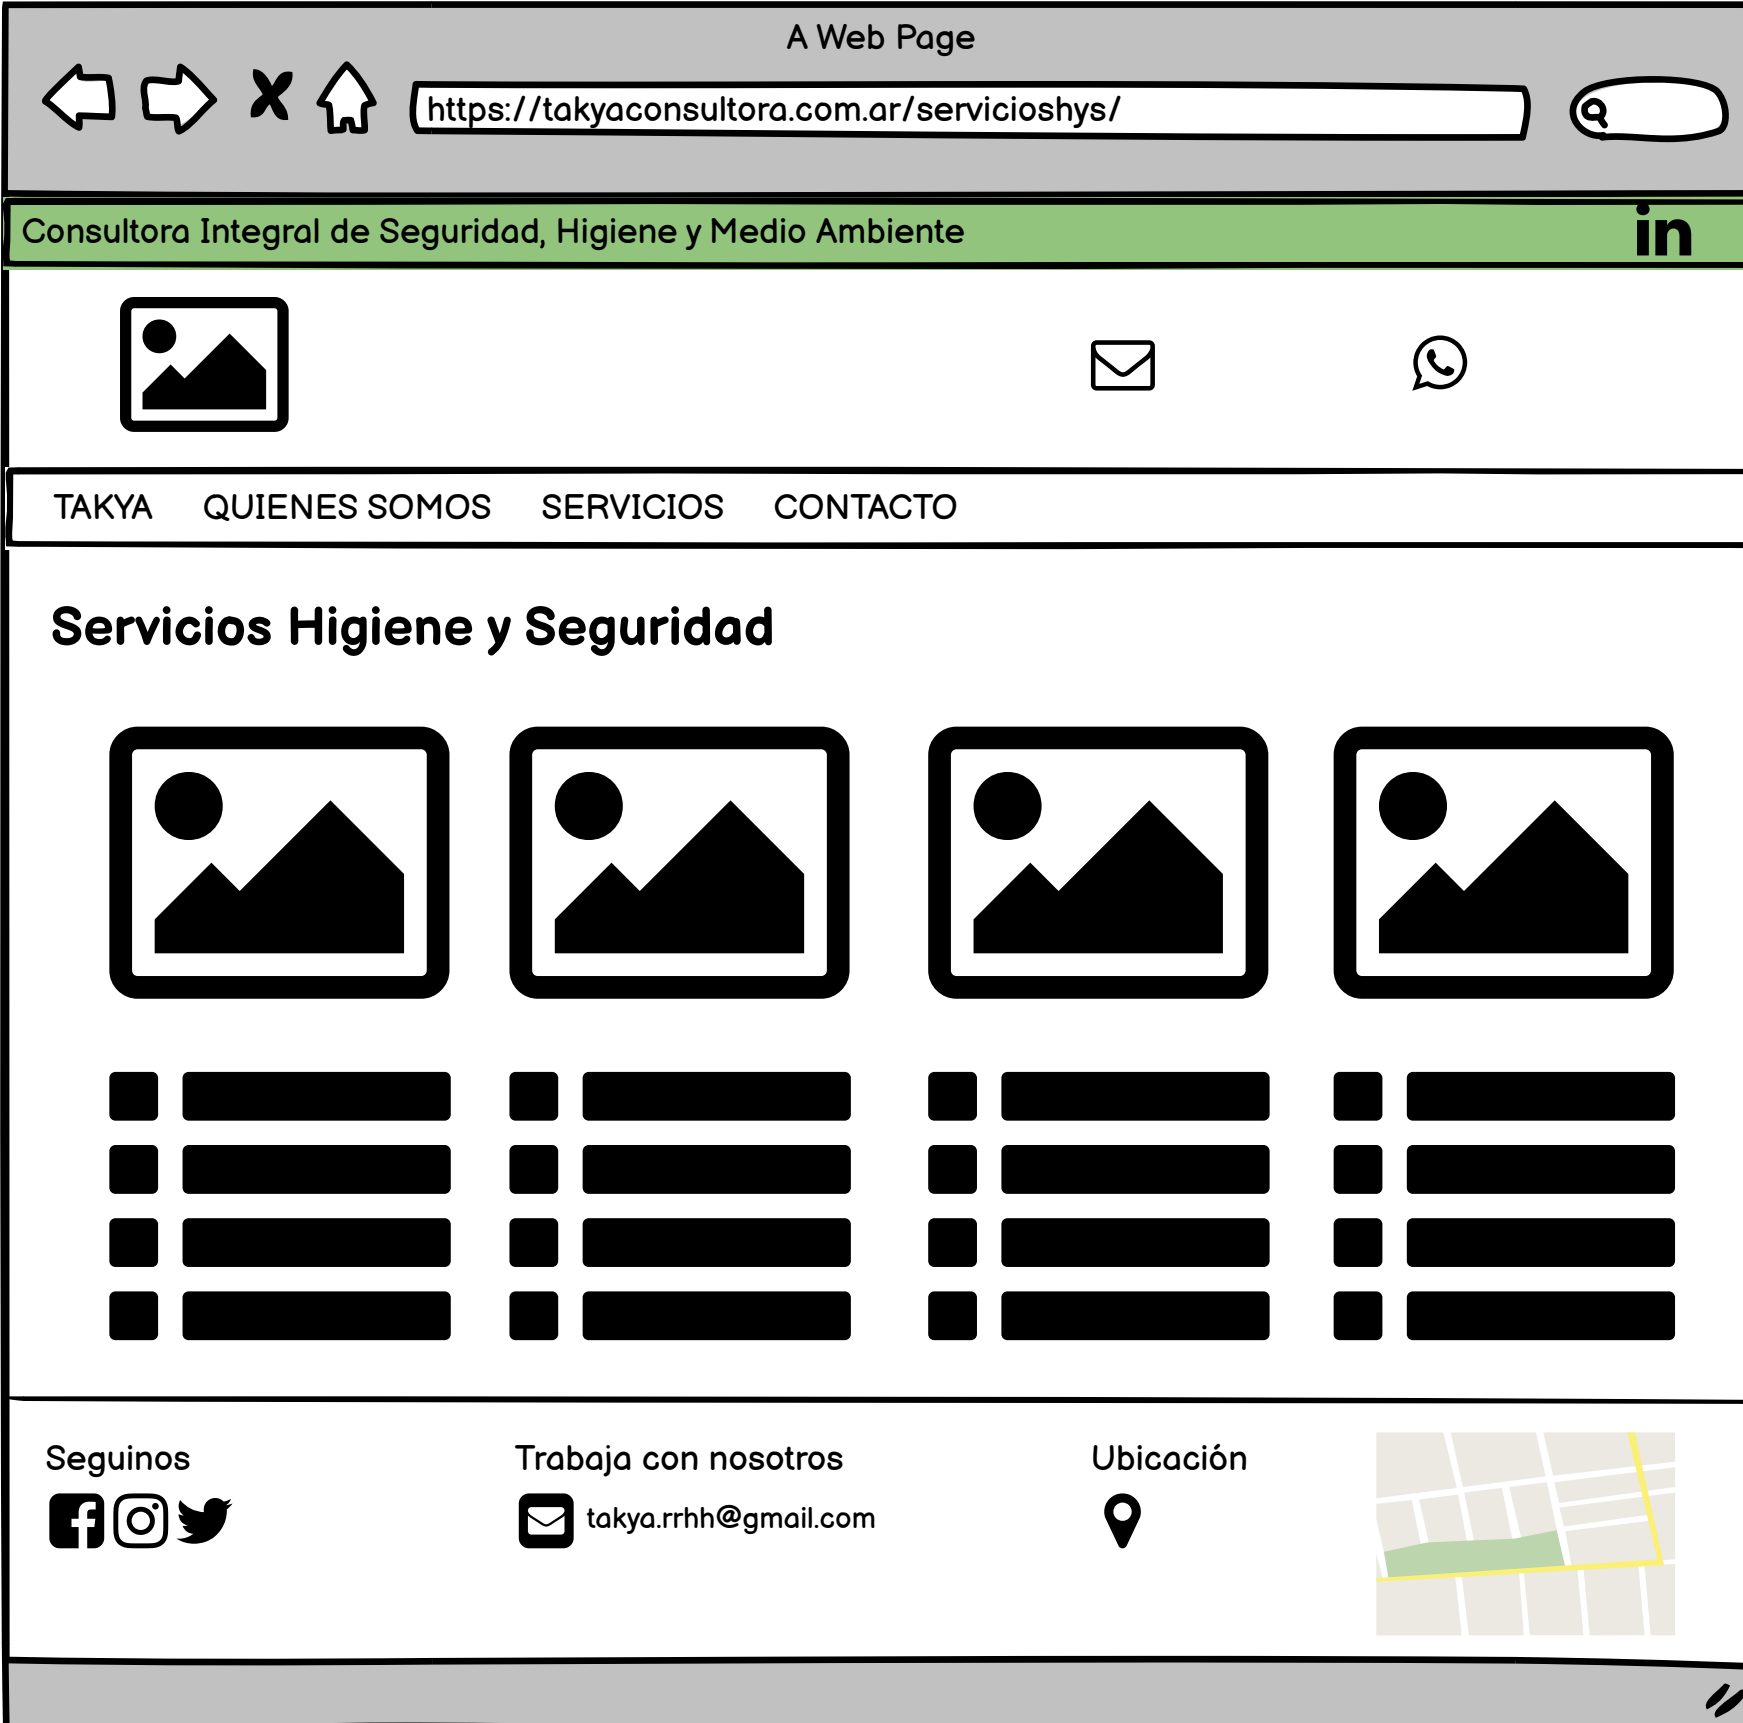 A Web Page
https://takyaconsultora.com.ar/servicioshys/
Consultora Integral de Seguridad, Higiene y Medio Ambiente
in
TAKYA QUIENES SOMOS SERVICIOS CONTACTO
Servicios Higiene y Seguridad
Seguinos
Trabaja con nosotros
takya.rrhh@gmail.com
Ubicación